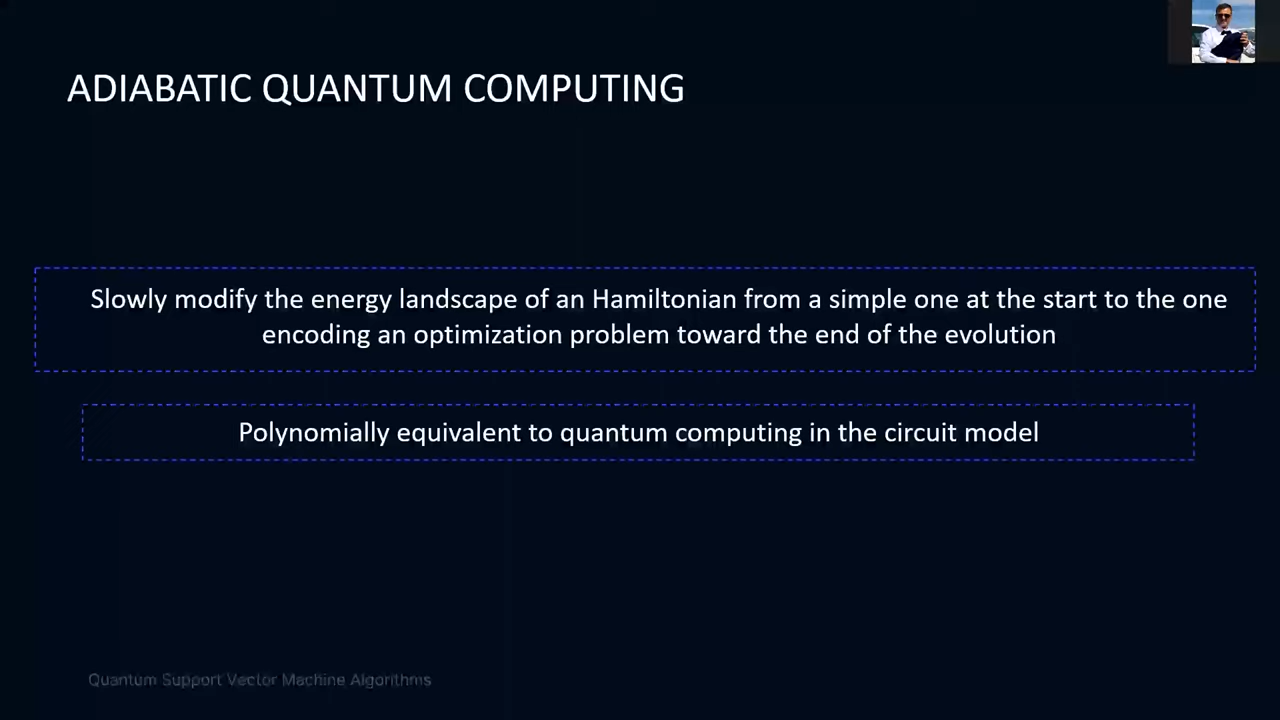 ADIABATIC QUANTUM COMPUTING
Slowly modify the energy landscape of an Hamiltonian from a simple one at the start to the one
encoding an optimization problem toward the end of the evolution
Polynomially equivalent to quantum computing in the circuit model
Quantum Support Vector Machine Algorithms